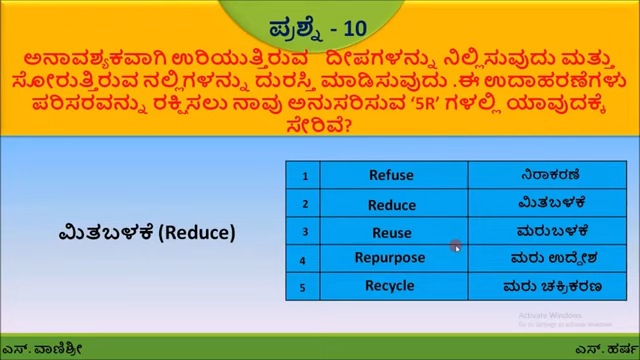 ಪ್ರಶ್ನೆ - 10
ಅನಾವಶ್ಯಕವಾಗಿ ಉರಿಯುತ್ತಿರುವ ದೀಪಗಳನ್ನು ನಿಲ್ಲಿಸುವುದು ಮತ್ತು
ಸೋರುತ್ತಿರುವ ನಲ್ಲಿಗಳನ್ನು ದುರಸ್ತಿ ಮಾಡಿಸುವುದು .ಈ ಉದಾಹರಣೆಗಳು
ಪರಿಸರವನ್ನು ರಕ್ಷಿಸಲು ನಾವು ಅನುಸರಿಸುವ ‘5R’ ಗಳಲ್ಲಿ ಯಾವುದಕ್ಕೆ
ಸೇರಿವೆ?
ಮಿತಬಳಕೆ (Reduce)
1 Refuse ನಿರಾಕರಣೆ
2 Reduce ಮಿತಬಳಕೆ
3 Reuse ಮರುಬಳಕೆ
4 Repurpose ಮರು ಉದ್ದೇಶ
5 Recycle ಮರು ಚಕ್ರಿಕರಣ
Activate Windows
Go to Settings to activate Windows.
ಎಸ್. ವಾಣಿಶ್ರೀ ಎಸ್. ಹರ್ಷ